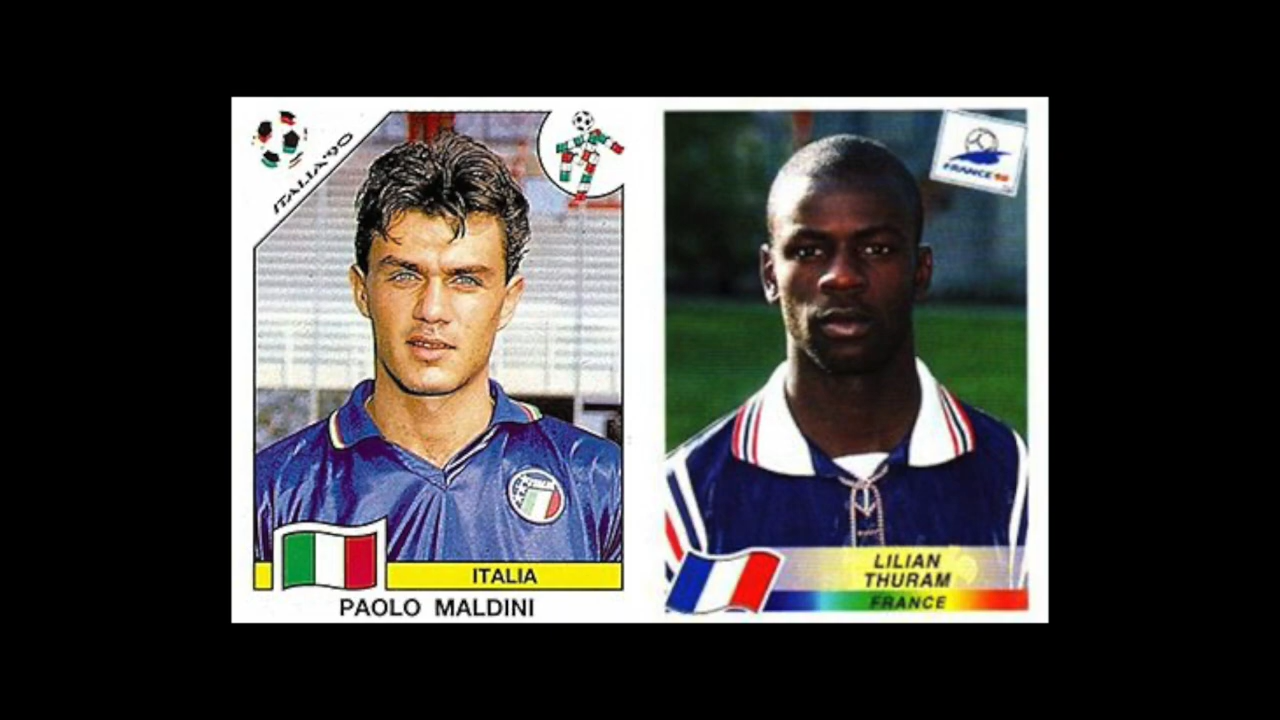 ITALIA'90
ITALIA
PAOLO MALDINI
FRANCE 98
LILIAN
THURAM
FRANCE